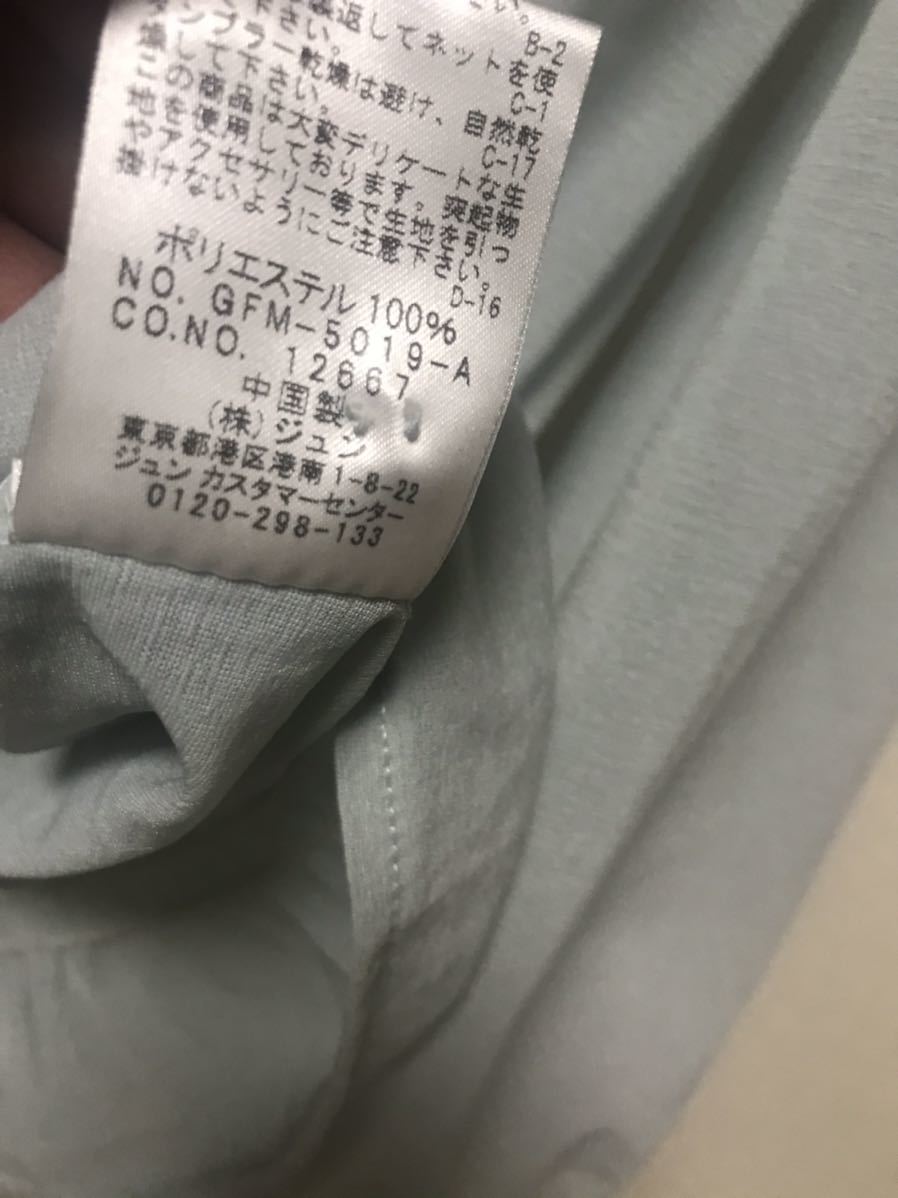 さい。
B-2
返してネットを使
さい。 C-1
ブラー乾燥は避け、自然乾
して下さい。 C-17
この商品は大変デリケートな生
地を使用しております。突起物
やアクセサリー等で生地を引っ
掛けないようにご注意下さい。
D-16
ポリエステル 100%
NO. GFM-5019-A
CO.NO. 12667
中国製
(株)ジュン
東京都港区港南1-8-22
ジュン カスタマーセンター
0120-298-133